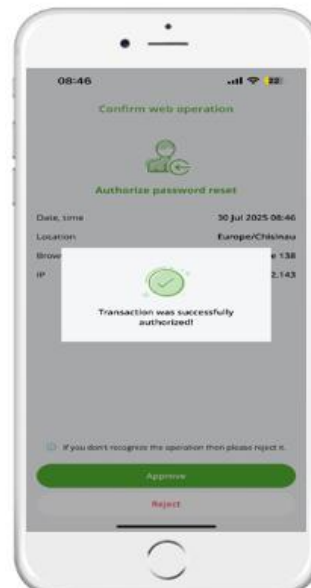 08:46
22
Confirm web operation
Authorize password reset
Date, time 30 Jul 2025 08:46
Location Europe/Chisinau
Brow e 138
IP 2.143
Transaction was successfully
authorized!
If you don't recognize the operation then please reject it.
Approve
Reject